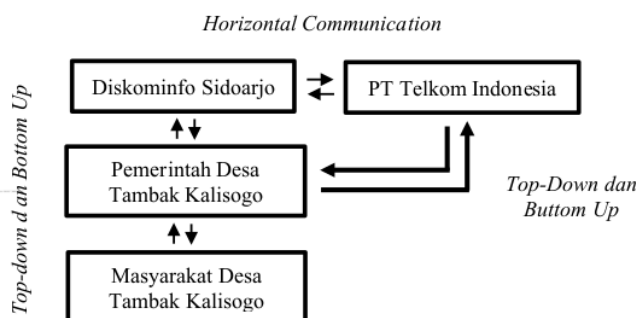 Horizontal Communication
Diskominfo Sidoarjo
PT Telkom Indonesia
Top-down d an Bottom Up
Pemerintah Desa
Tambak Kalisogo
Top-Down dan
Buttom Up
Masyarakat Desa
Tambak Kalisogo